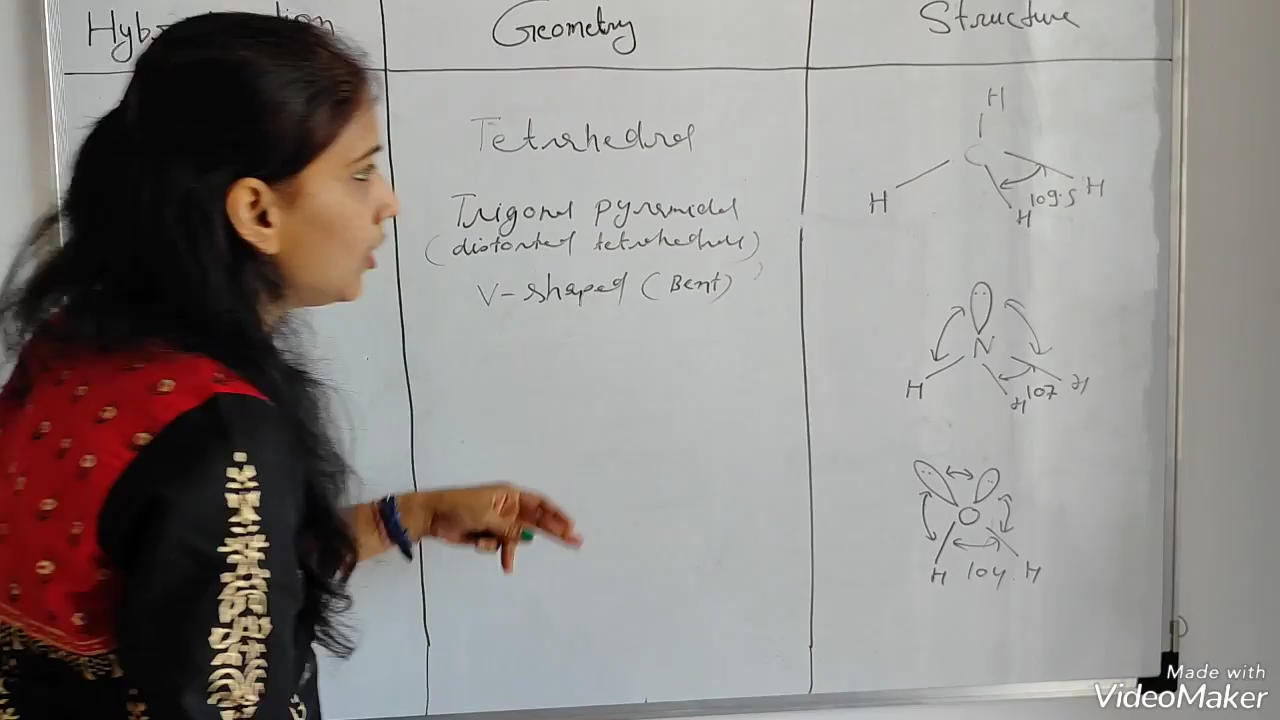 Geometry
Structure
Tetrahedral
Trigonal pyramidal
(distorted tetrahedral)
V-shaped (Bent)
H
C
H
H
109.5
H
N
H
H
107
H
O
H
104.
H
Made with
VideoMaker